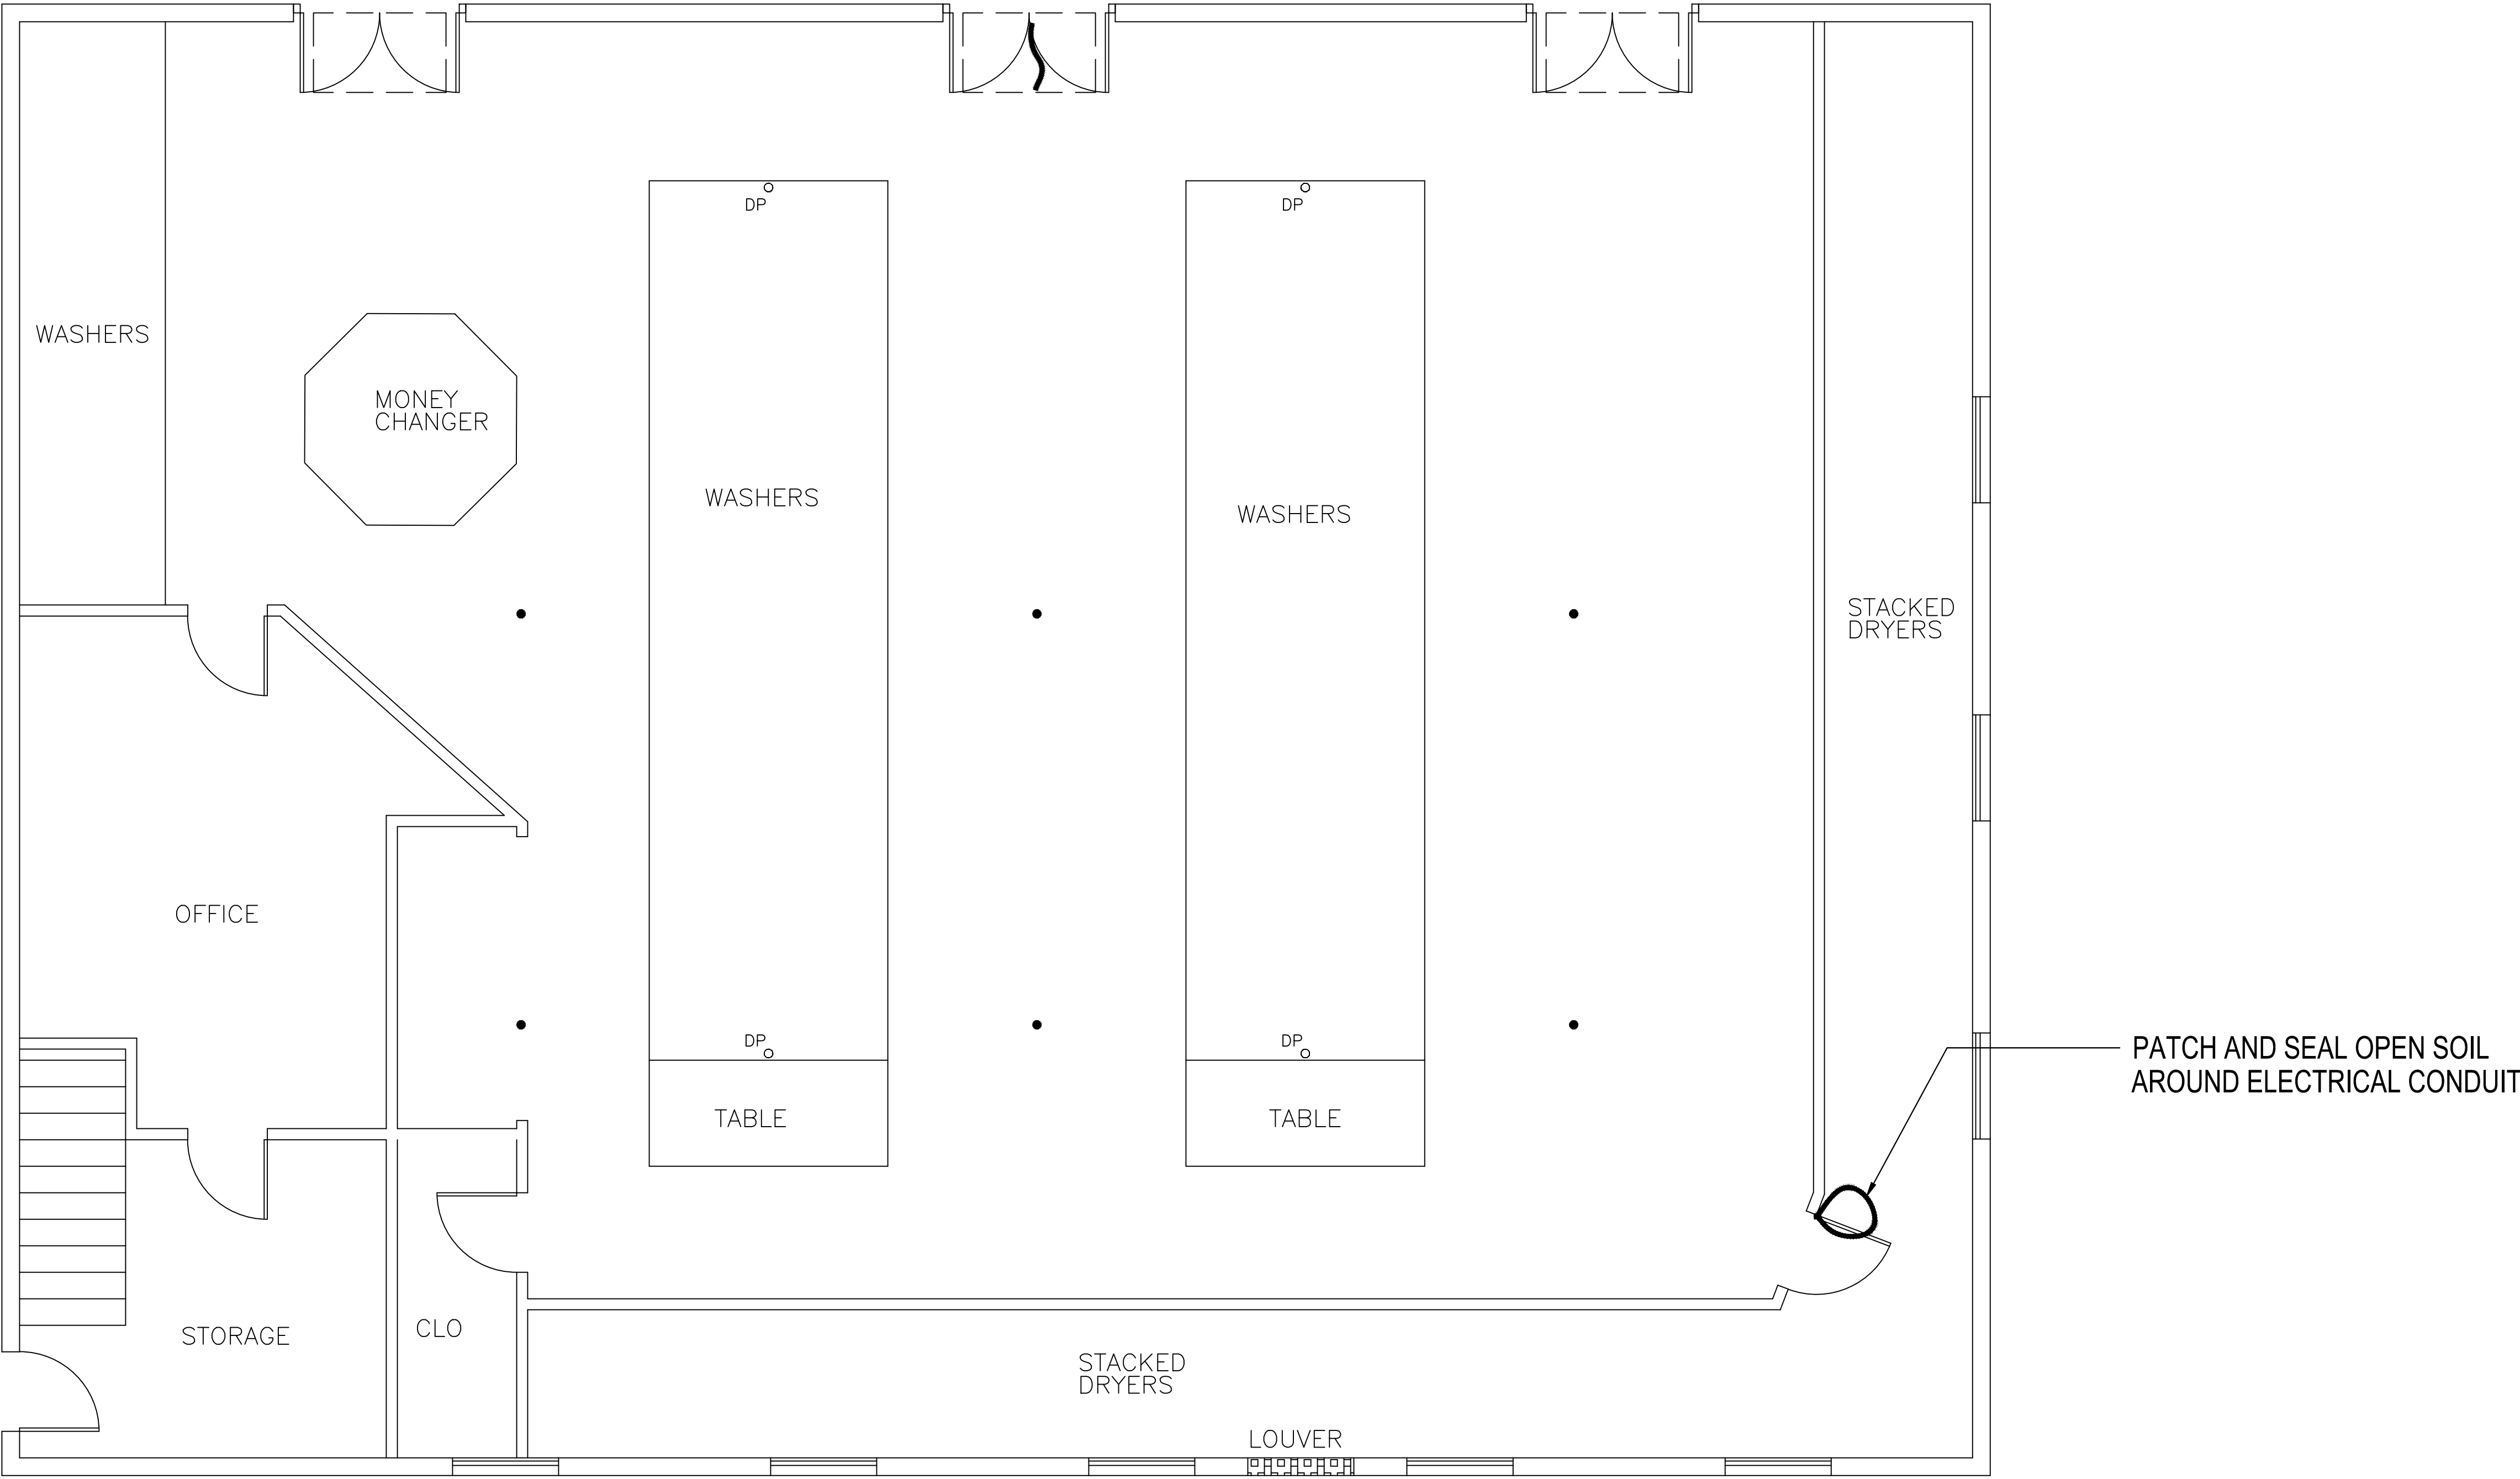 DP
DP
WASHERS
MONEY
CHANGER
WASHERS
WASHERS
STACKED
DRYERS
OFFICE
DP
DP
PATCH AND SEAL OPEN SOIL
AROUND ELECTRICAL CONDUIT
TABLE
TABLE
STORAGE
CLO
STACKED
DRYERS
LOUVER